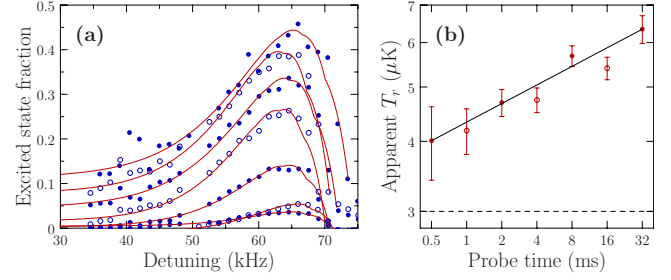 (a)
Excited state fraction
0.5
0.4
0.3
0.2
0.1
0
30 40 50 60 70
Detuning (kHz)
(b)
Apparent T_r (μK)
7
6
5
4
3
0.5 1 2 4 8 16 32
Probe time (ms)